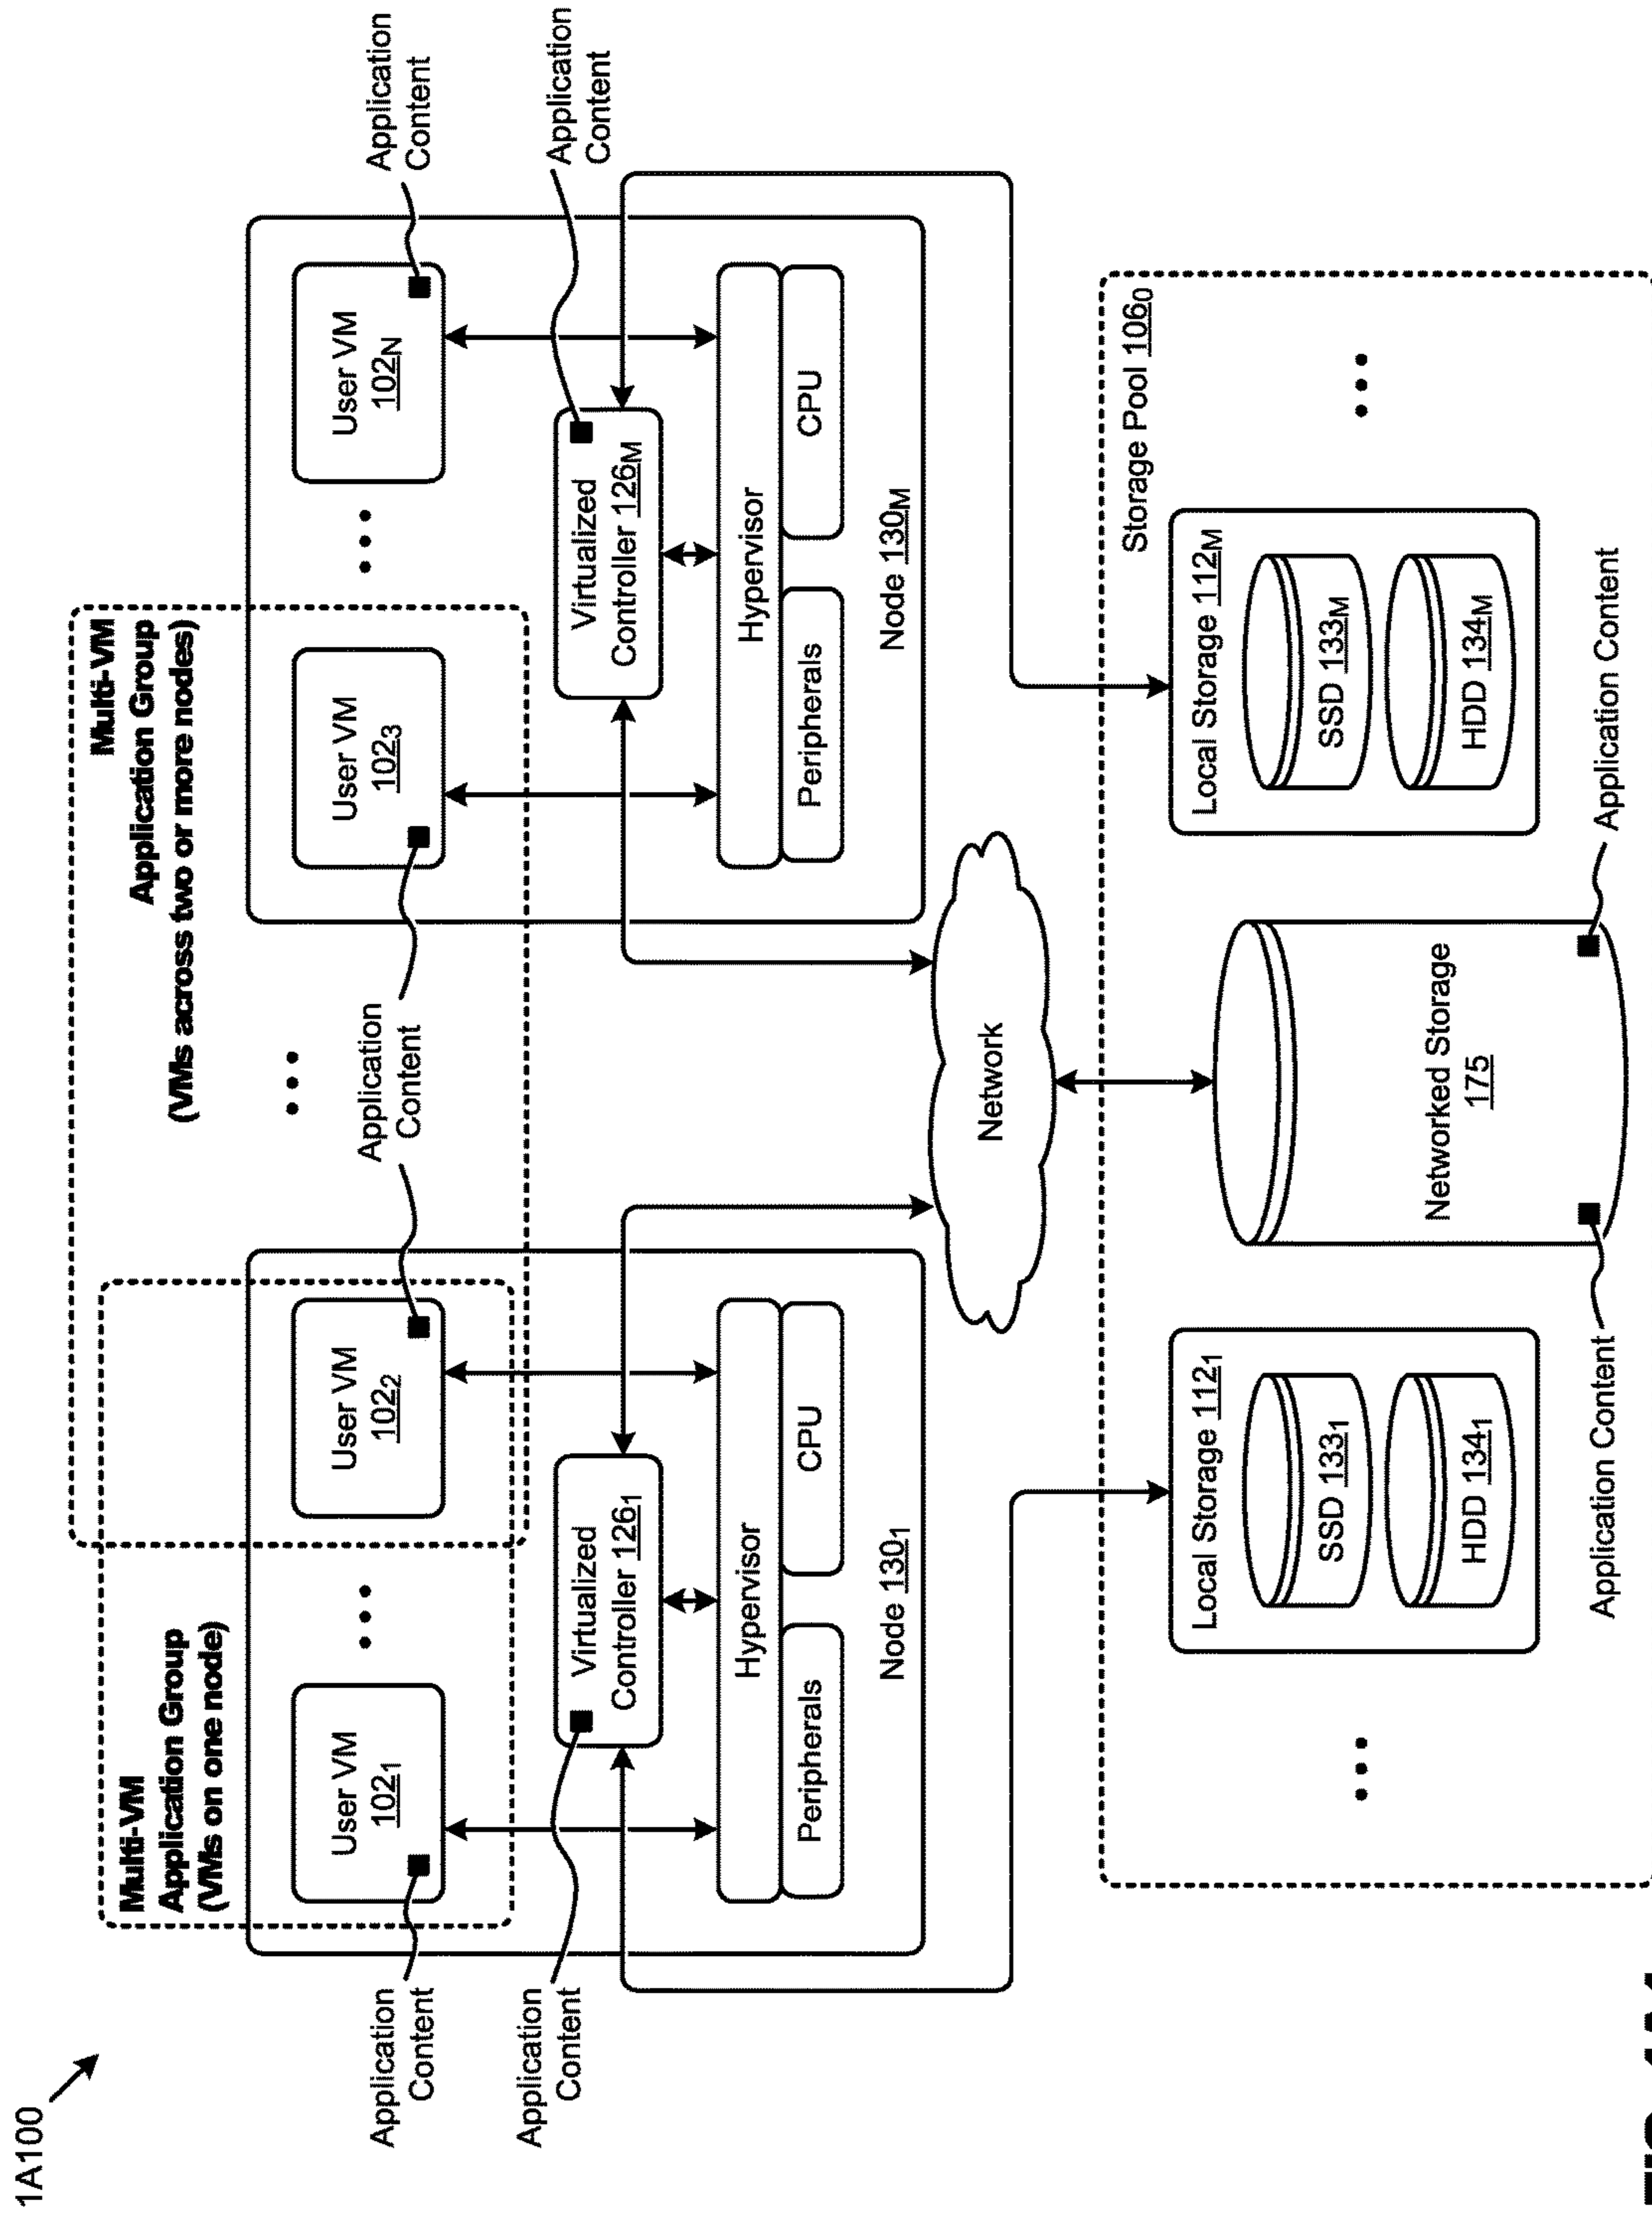 1A100
Multi-VM
Application Group
(VMs on one node)
Multi-VM
Application Group
(VMs across two or more nodes)
User VM
102₁
•••
User VM
102₂
•••
User VM
102₃
•••
User VM
102N
Application
Content
Application
Content
Application
Content
Application
Content
Application
Content
Virtualized
Controller 126₁
Virtualized
Controller 126M
Hypervisor
Peripherals
CPU
Node 130₁
Hypervisor
Peripherals
CPU
Node 130M
Network
Storage Pool 106₀
•••
Local Storage 112₁
SSD 133₁
HDD 134₁
Networked Storage
175
Local Storage 112M
SSD 133M
HDD 134M
•••
Application Content
Application Content